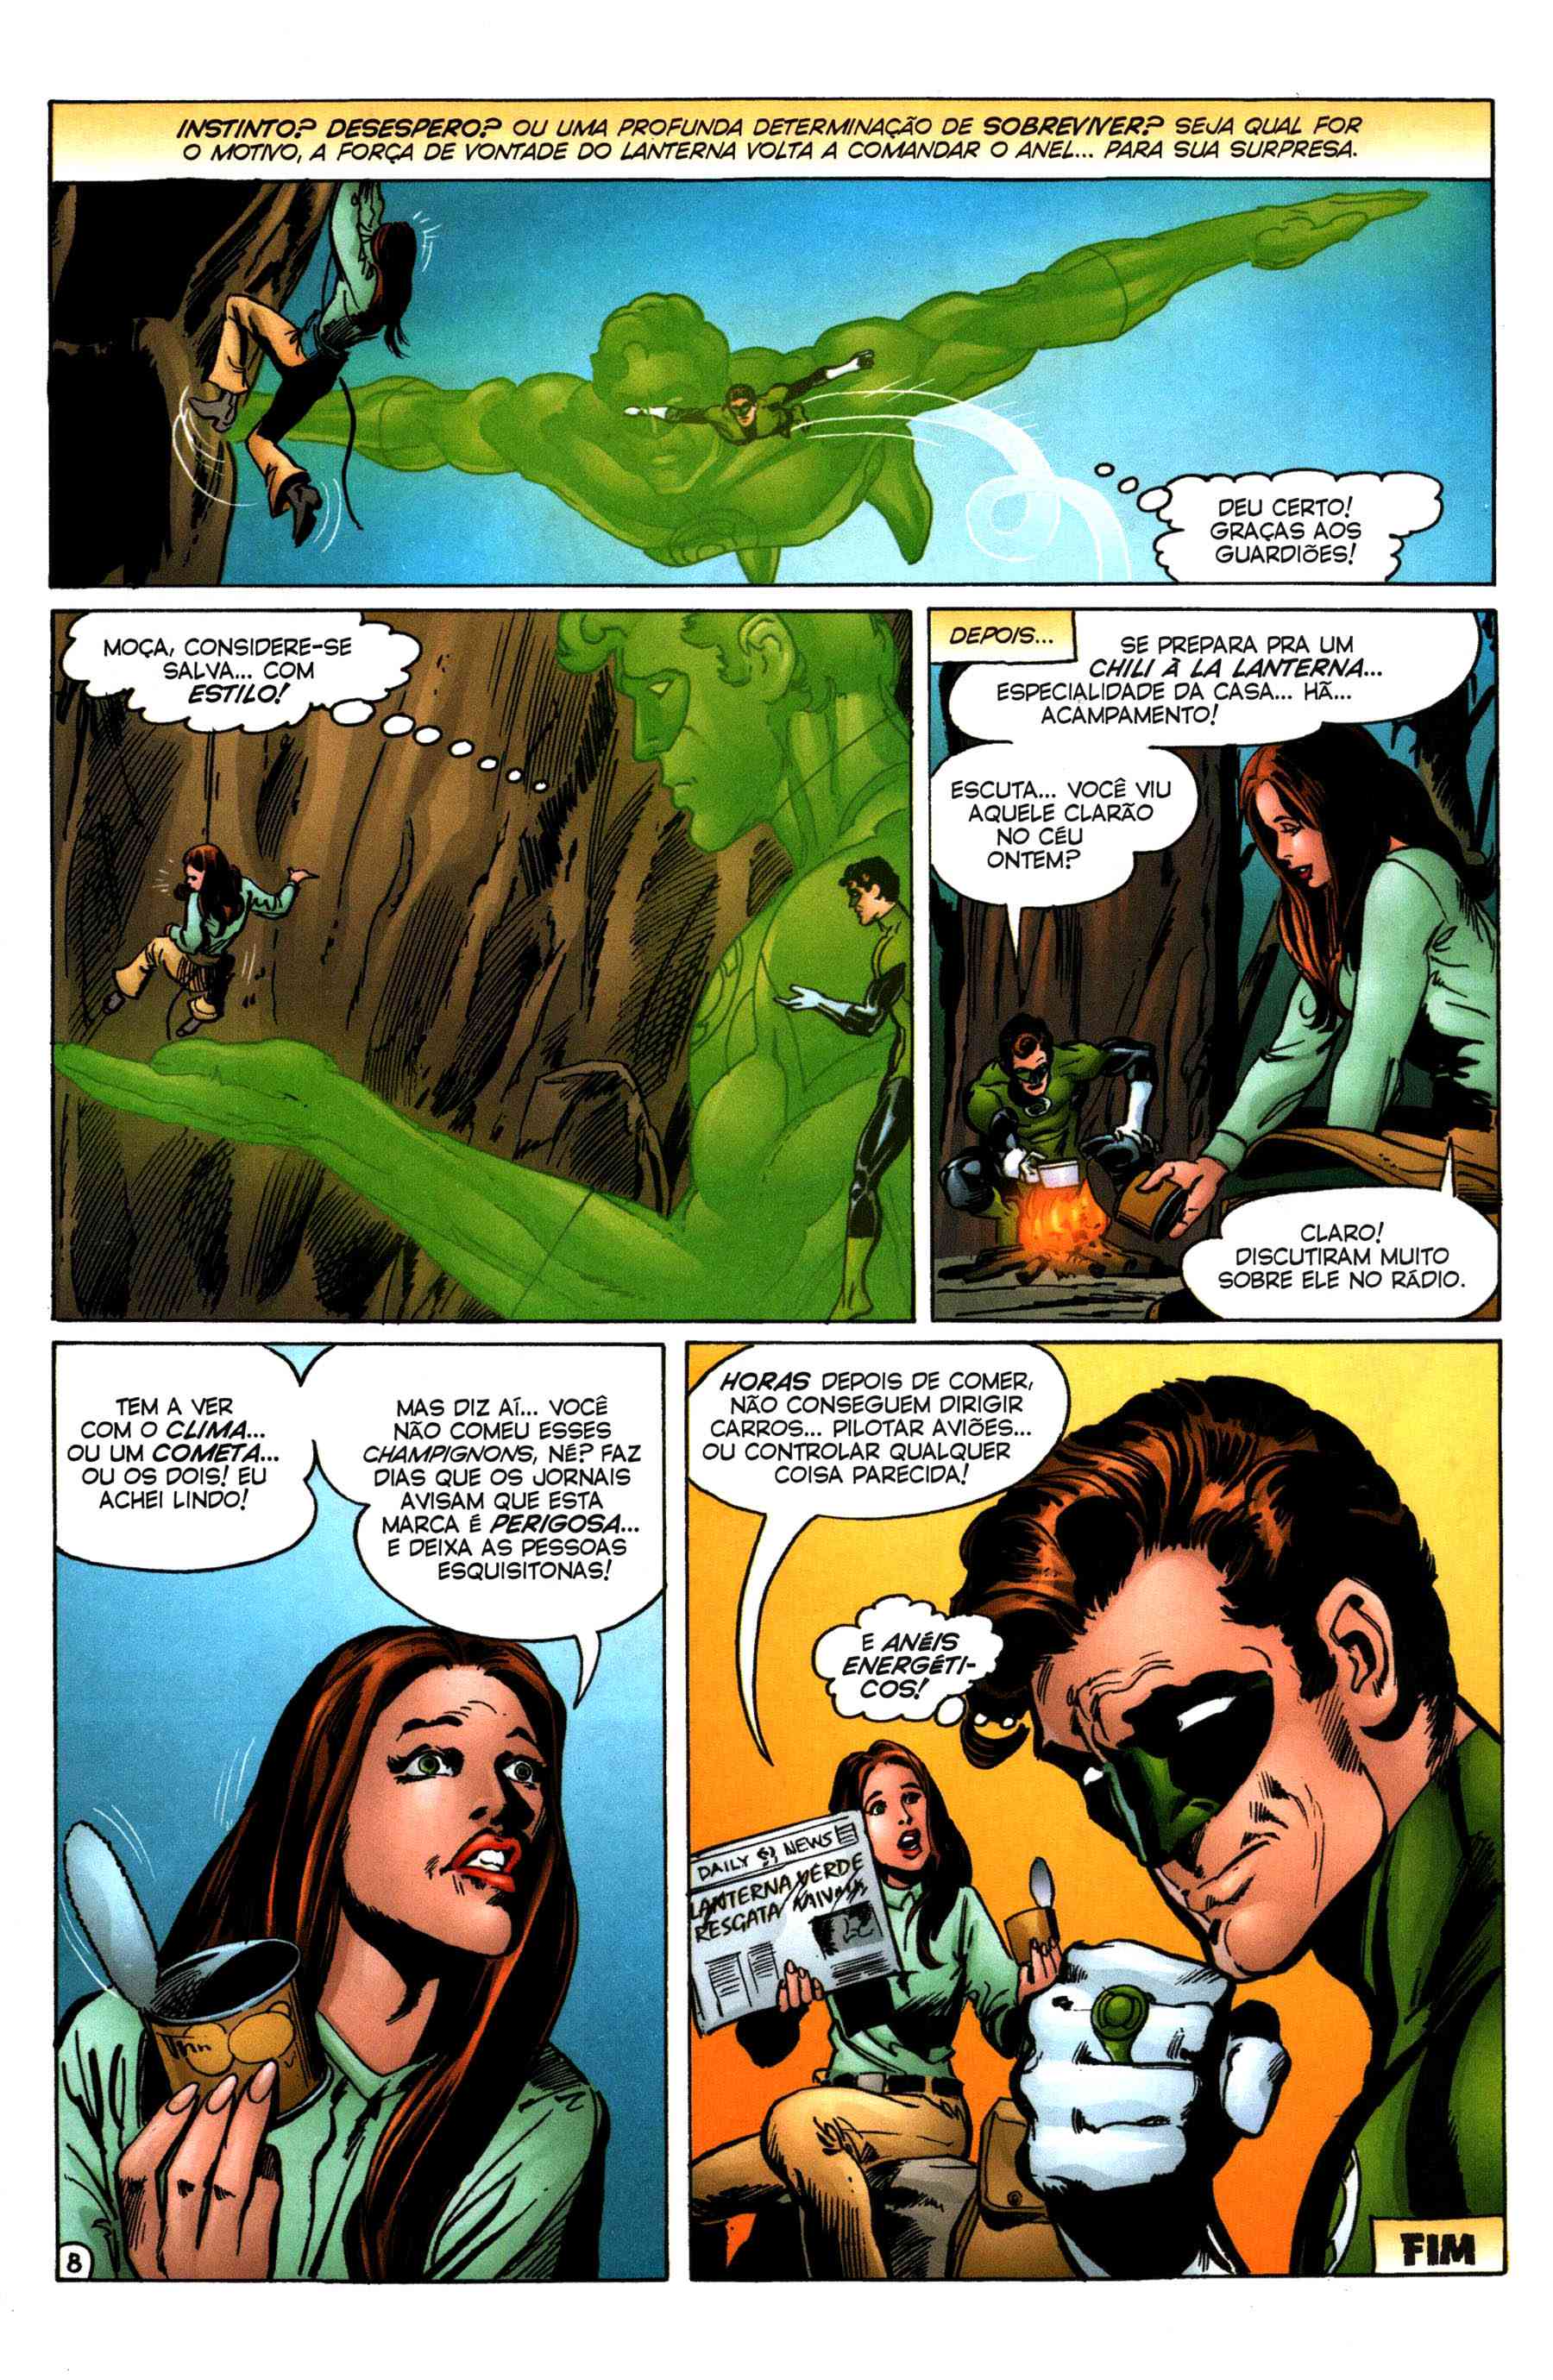 INSTINTO? DESESPERO? OU UMA PROFUNDA DETERMINAÇÃO DE SOBREVIVER? SEJA QUAL FOR
O MOTIVO, A FORÇA DE VONTADE DO LANTERNA VOLTA A COMANDAR O ANEL... PARA SUA SURPRESA.
DEU CERTO!
GRAÇAS AOS
GUARDIÕES!
MOÇA, CONSIDERE-SE
SALVA... COM
ESTILO!
DEPOIS...
SE PREPARA PRA UM
CHILI À LA LANTERNA...
ESPECIALIDADE DA CASA... HÃ...
ACAMPAMENTO!
ESCUTA... VOCÊ VIU
AQUELE CLARÃO
NO CÉU
ONTEM?
CLARO!
DISCUTIRAM MUITO
SOBRE ELE NO RÁDIO.
TEM A VER
COM O CLIMA...
OU UM COMETA...
OU OS DOIS! EU
ACHEI LINDO!
MAS DIZ AÍ... VOCÊ
NÃO COMEU ESSES
CHAMPIGNONS, NÉ? FAZ
DIAS QUE OS JORNAIS
AVISAM QUE ESTA
MARCA É PERIGOSA...
E DEIXA AS PESSOAS
ESQUISITONAS!
HORAS DEPOIS DE COMER,
NÃO CONSEGUEM DIRIGIR
CARROS... PILOTAR AVIÕES...
OU CONTROLAR QUALQUER
COISA PARECIDA!
E ANÉIS
ENERGÉTI-
COS!
DAILY NEWS
LANTERNA VERDE
RESGATA
8
FIM